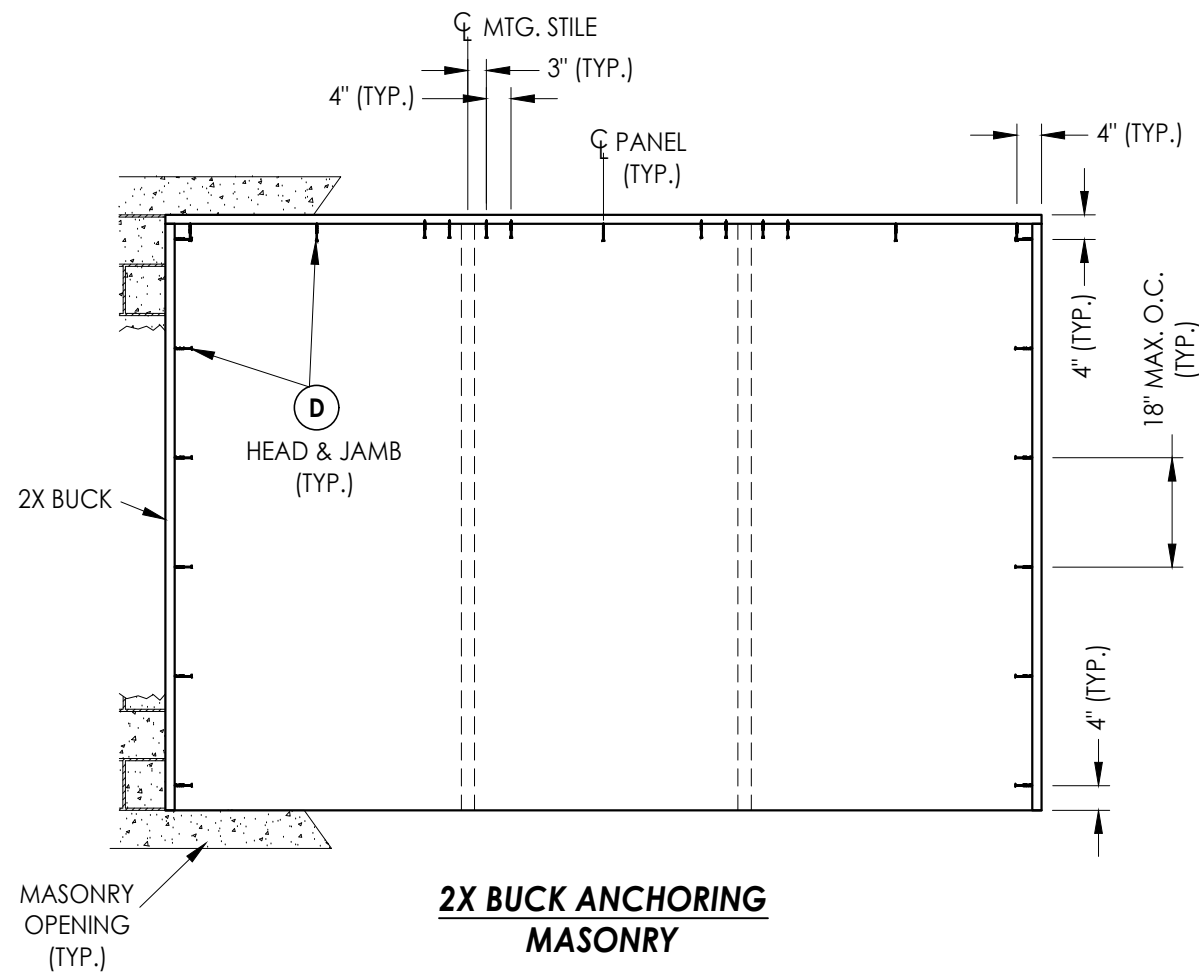 ℄ MTG. STILE
3" (TYP.)
4" (TYP.)
℄ PANEL
(TYP.)
4" (TYP.)
4" (TYP.)
18" MAX. O.C.
(TYP.)
D
HEAD & JAMB
(TYP.)
2X BUCK
4" (TYP.)
MASONRY
OPENING
(TYP.)
2X BUCK ANCHORING
MASONRY